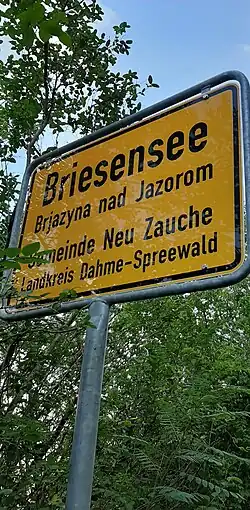 Briesensee
Brjazyna nad Jazorom
Gemeinde Neu Zauche
Landkreis Dahme-Spreewald